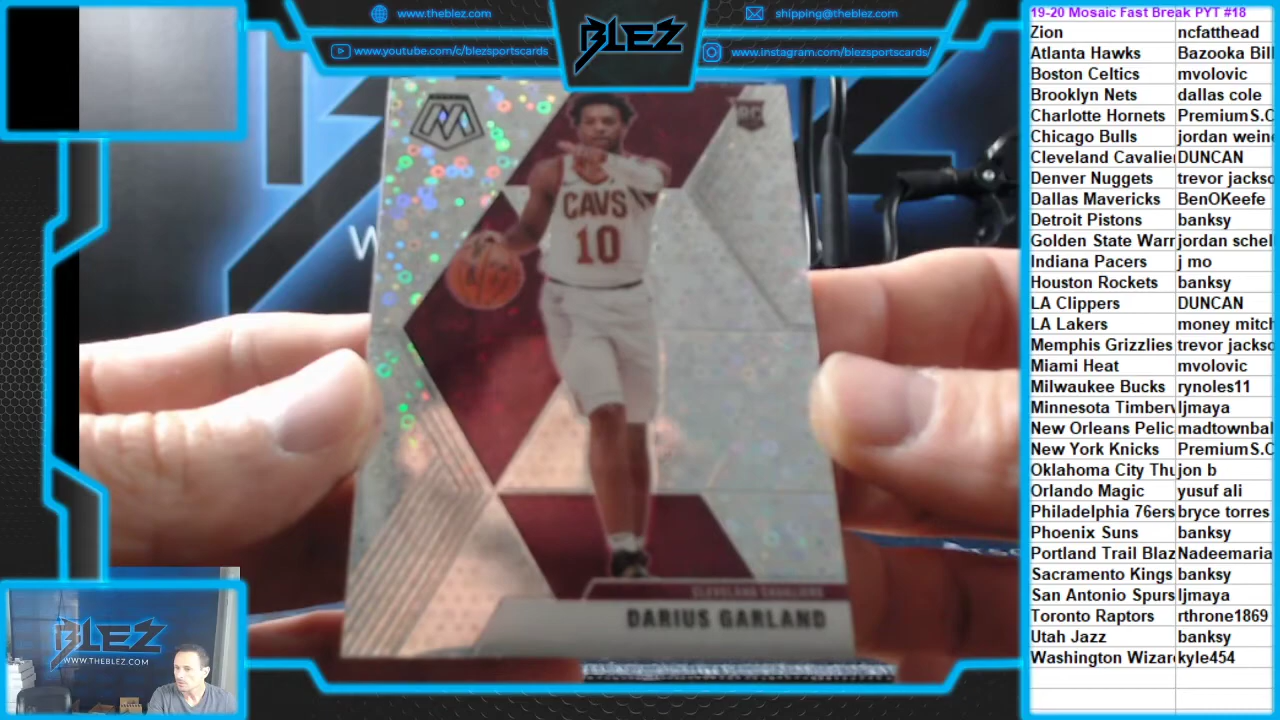 www.theblez.com
www.youtube.com/c/blezsportscards
BLEZ
shipping@theblez.com
www.instagram.com/blezsportscards/
19-20 Mosaic Fast Break PYT #18
Zion ncfatthead
Atlanta Hawks Bazooka Bill
Boston Celtics mvolovic
Brooklyn Nets dallas cole
Charlotte Hornets PremiumS.C
Chicago Bulls jordan wein
Cleveland Cavalie DUNCAN
Denver Nuggets trevor jackso
Dallas Mavericks BenOKeefe
Detroit Pistons banksy
Golden State Warr jordan schel
Indiana Pacers j mo
Houston Rockets banksy
LA Clippers DUNCAN
LA Lakers money mitch
Memphis Grizzlies trevor jackso
Miami Heat mvolovic
Milwaukee Bucks rynoles11
Minnesota Timberv ljmaya
New Orleans Pelic madtownbal
New York Knicks PremiumS.C
Oklahoma City Thu jon b
Orlando Magic yusuf ali
Philadelphia 76ers bryce torres
Phoenix Suns banksy
Portland Trail Blaz Nadeemaria
Sacramento Kings banksy
San Antonio Spurs ljmaya
Toronto Raptors rthrone1869
Utah Jazz banksy
Washington Wizar kyle454
M
RC
CAVS
10
CLEVELAND CAVALIERS
DARIUS GARLAND
BLEZ
WWW.THEBLEZ.COM